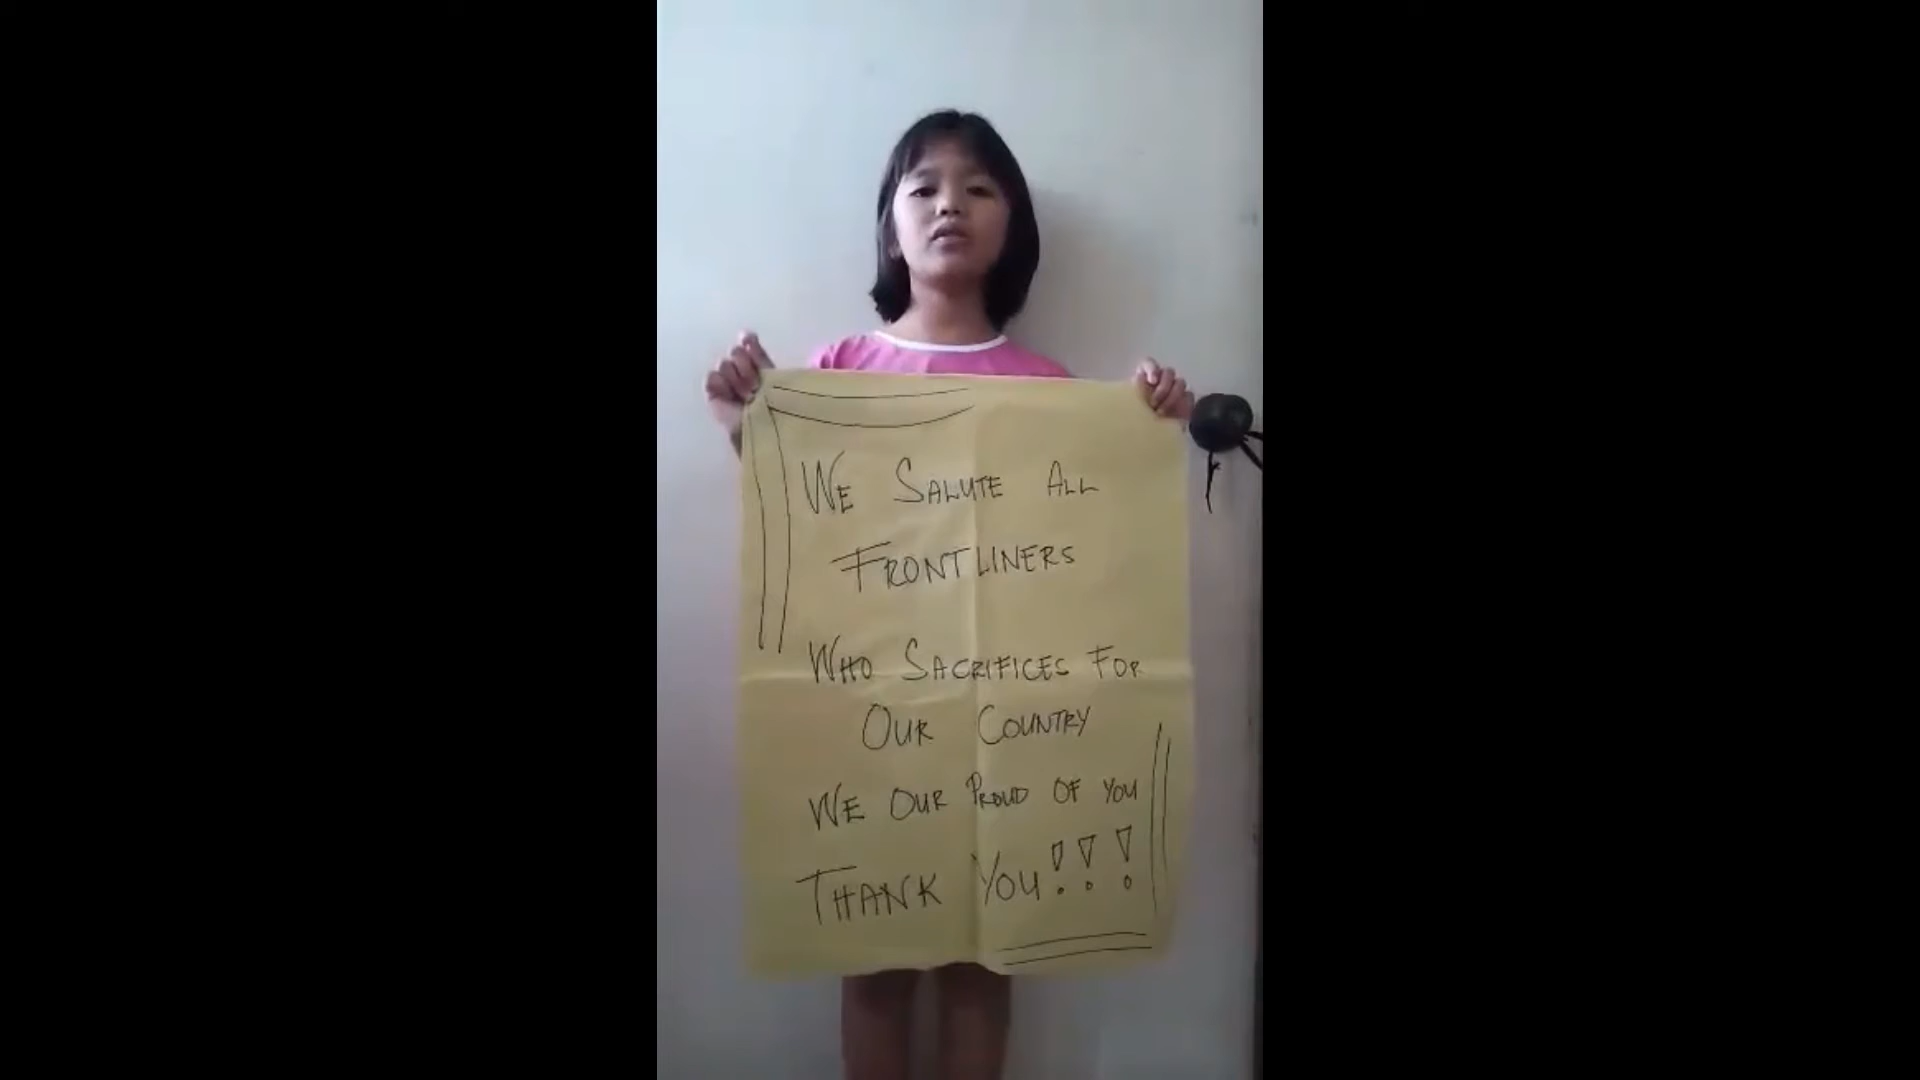 We Salute All
Frontliners
Who Sacrifices For
Our Country
We Our Proud of you
Thank You!!!